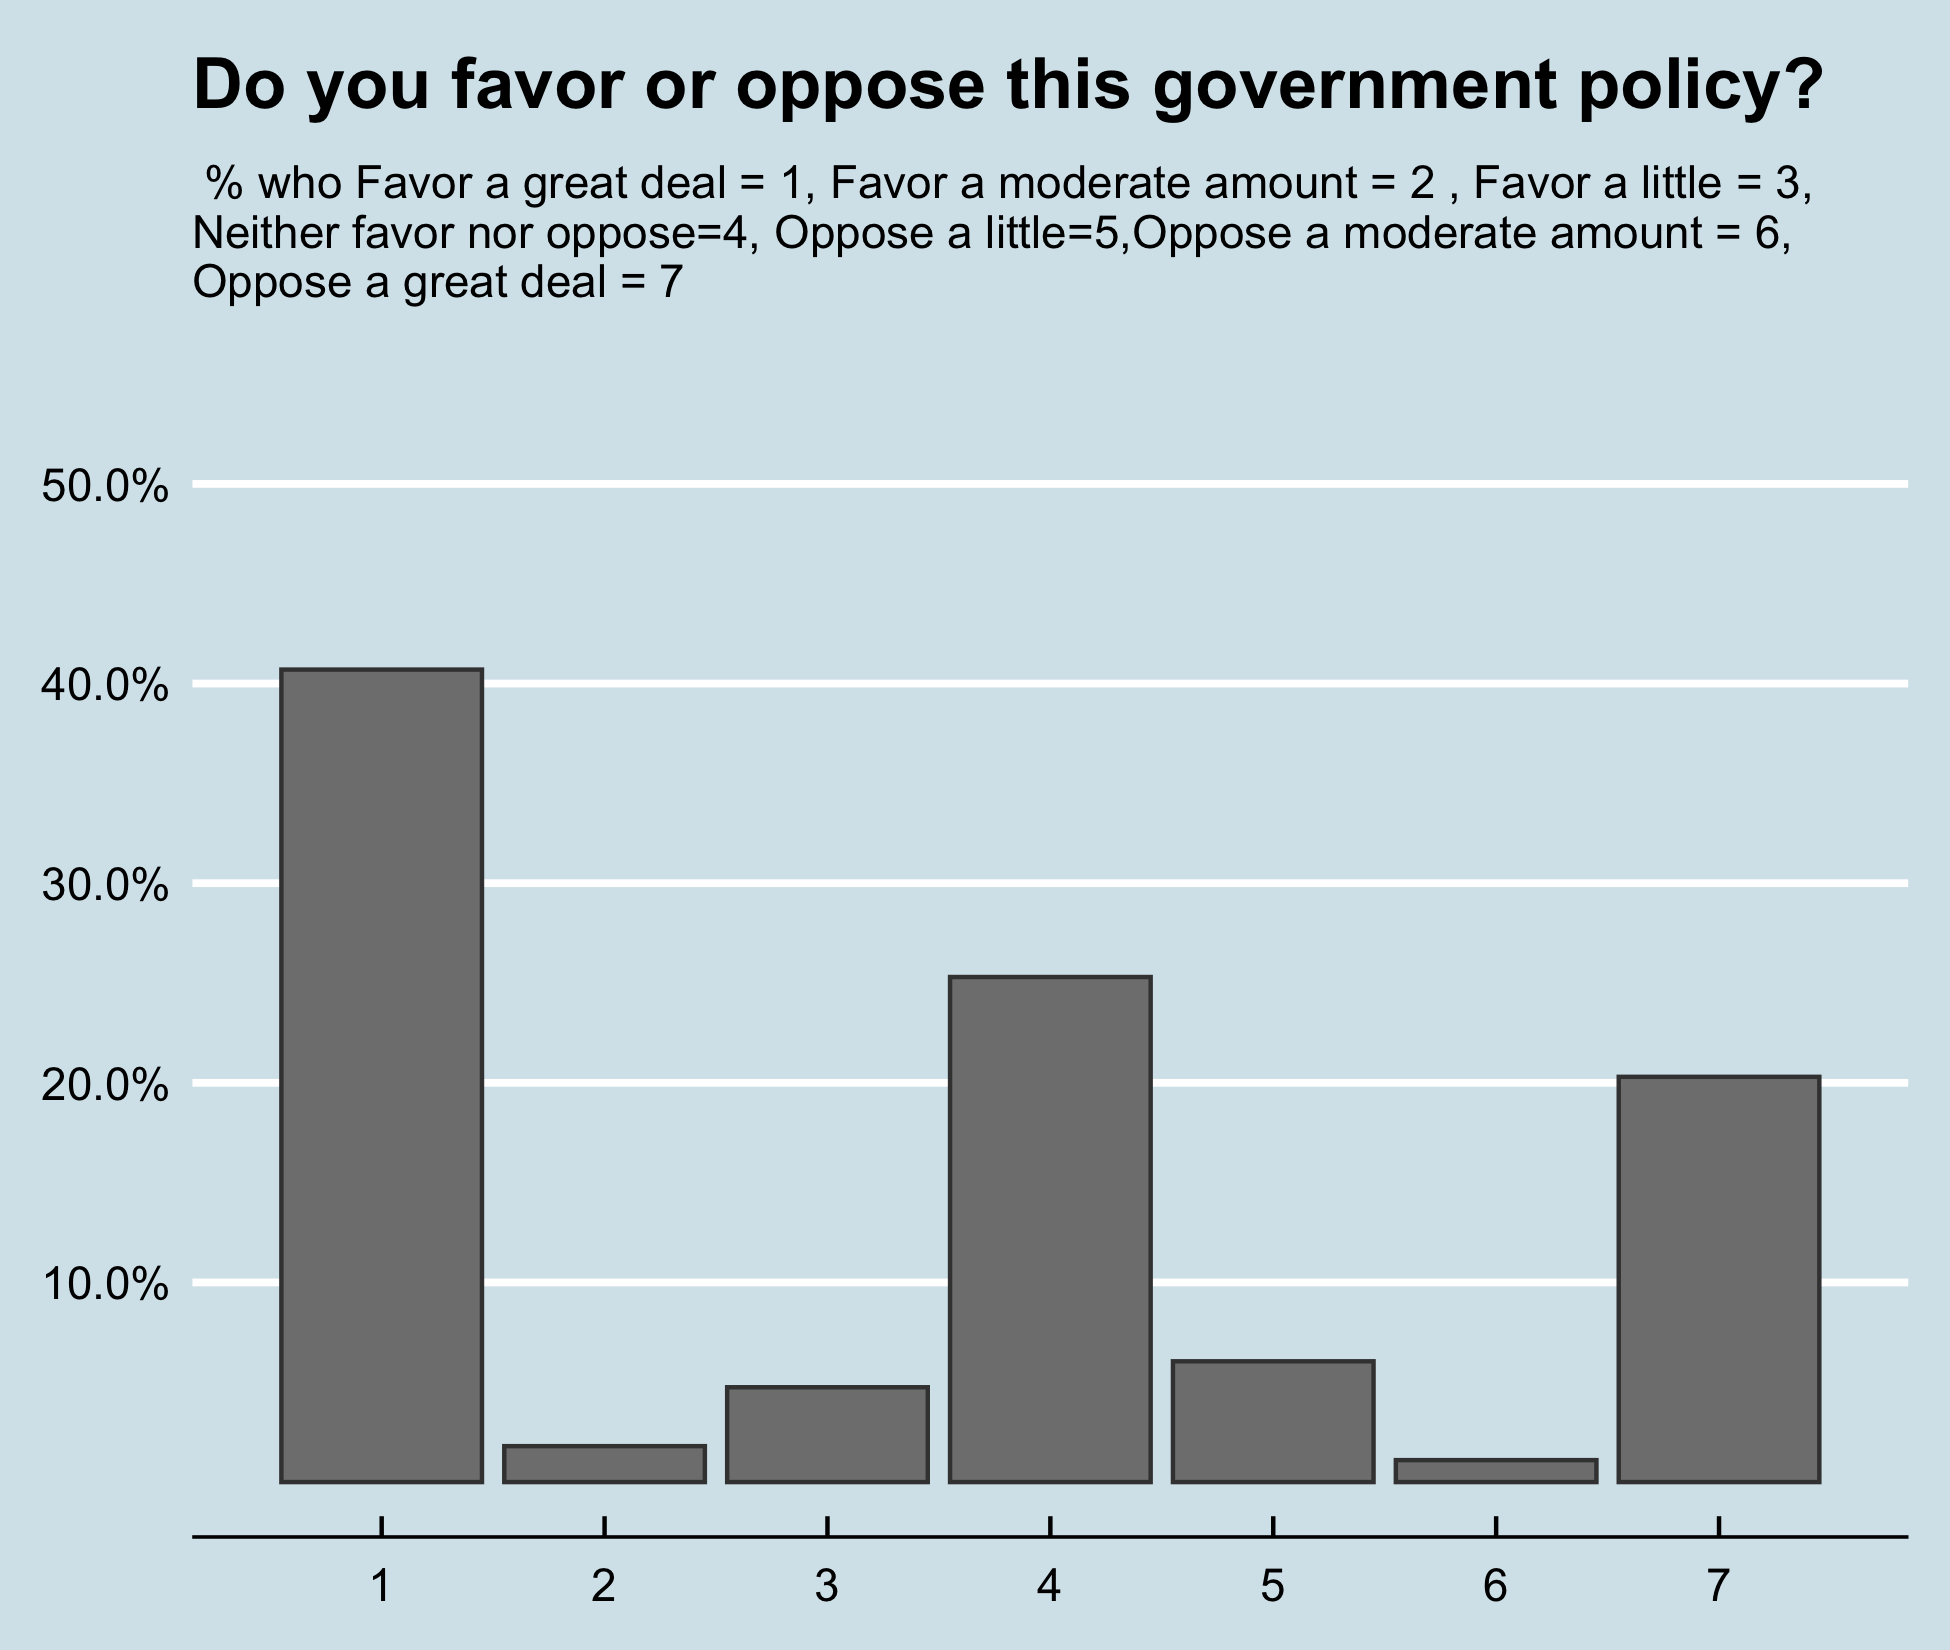 Do you favor or oppose this government policy?
% who Favor a great deal = 1, Favor a moderate amount = 2 , Favor a little = 3,
Neither favor nor oppose=4, Oppose a little=5,Oppose a moderate amount = 6,
Oppose a great deal = 7
50.0%
40.0%
30.0%
20.0%
10.0%
1 2 3 4 5 6 7